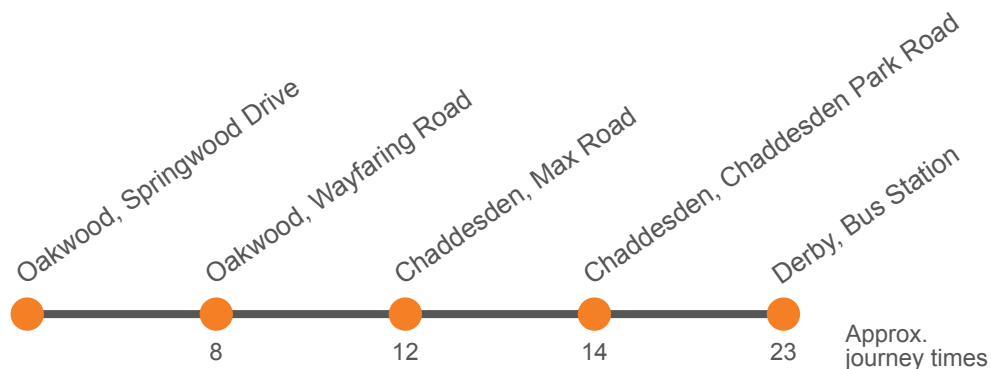 Oakwood, Springwood Drive
Oakwood, Wayfaring Road
Chaddesden, Max Road
Chaddesden, Chaddesden Park Road
Derby, Bus Station
8
12
14
23
Approx.
journey times